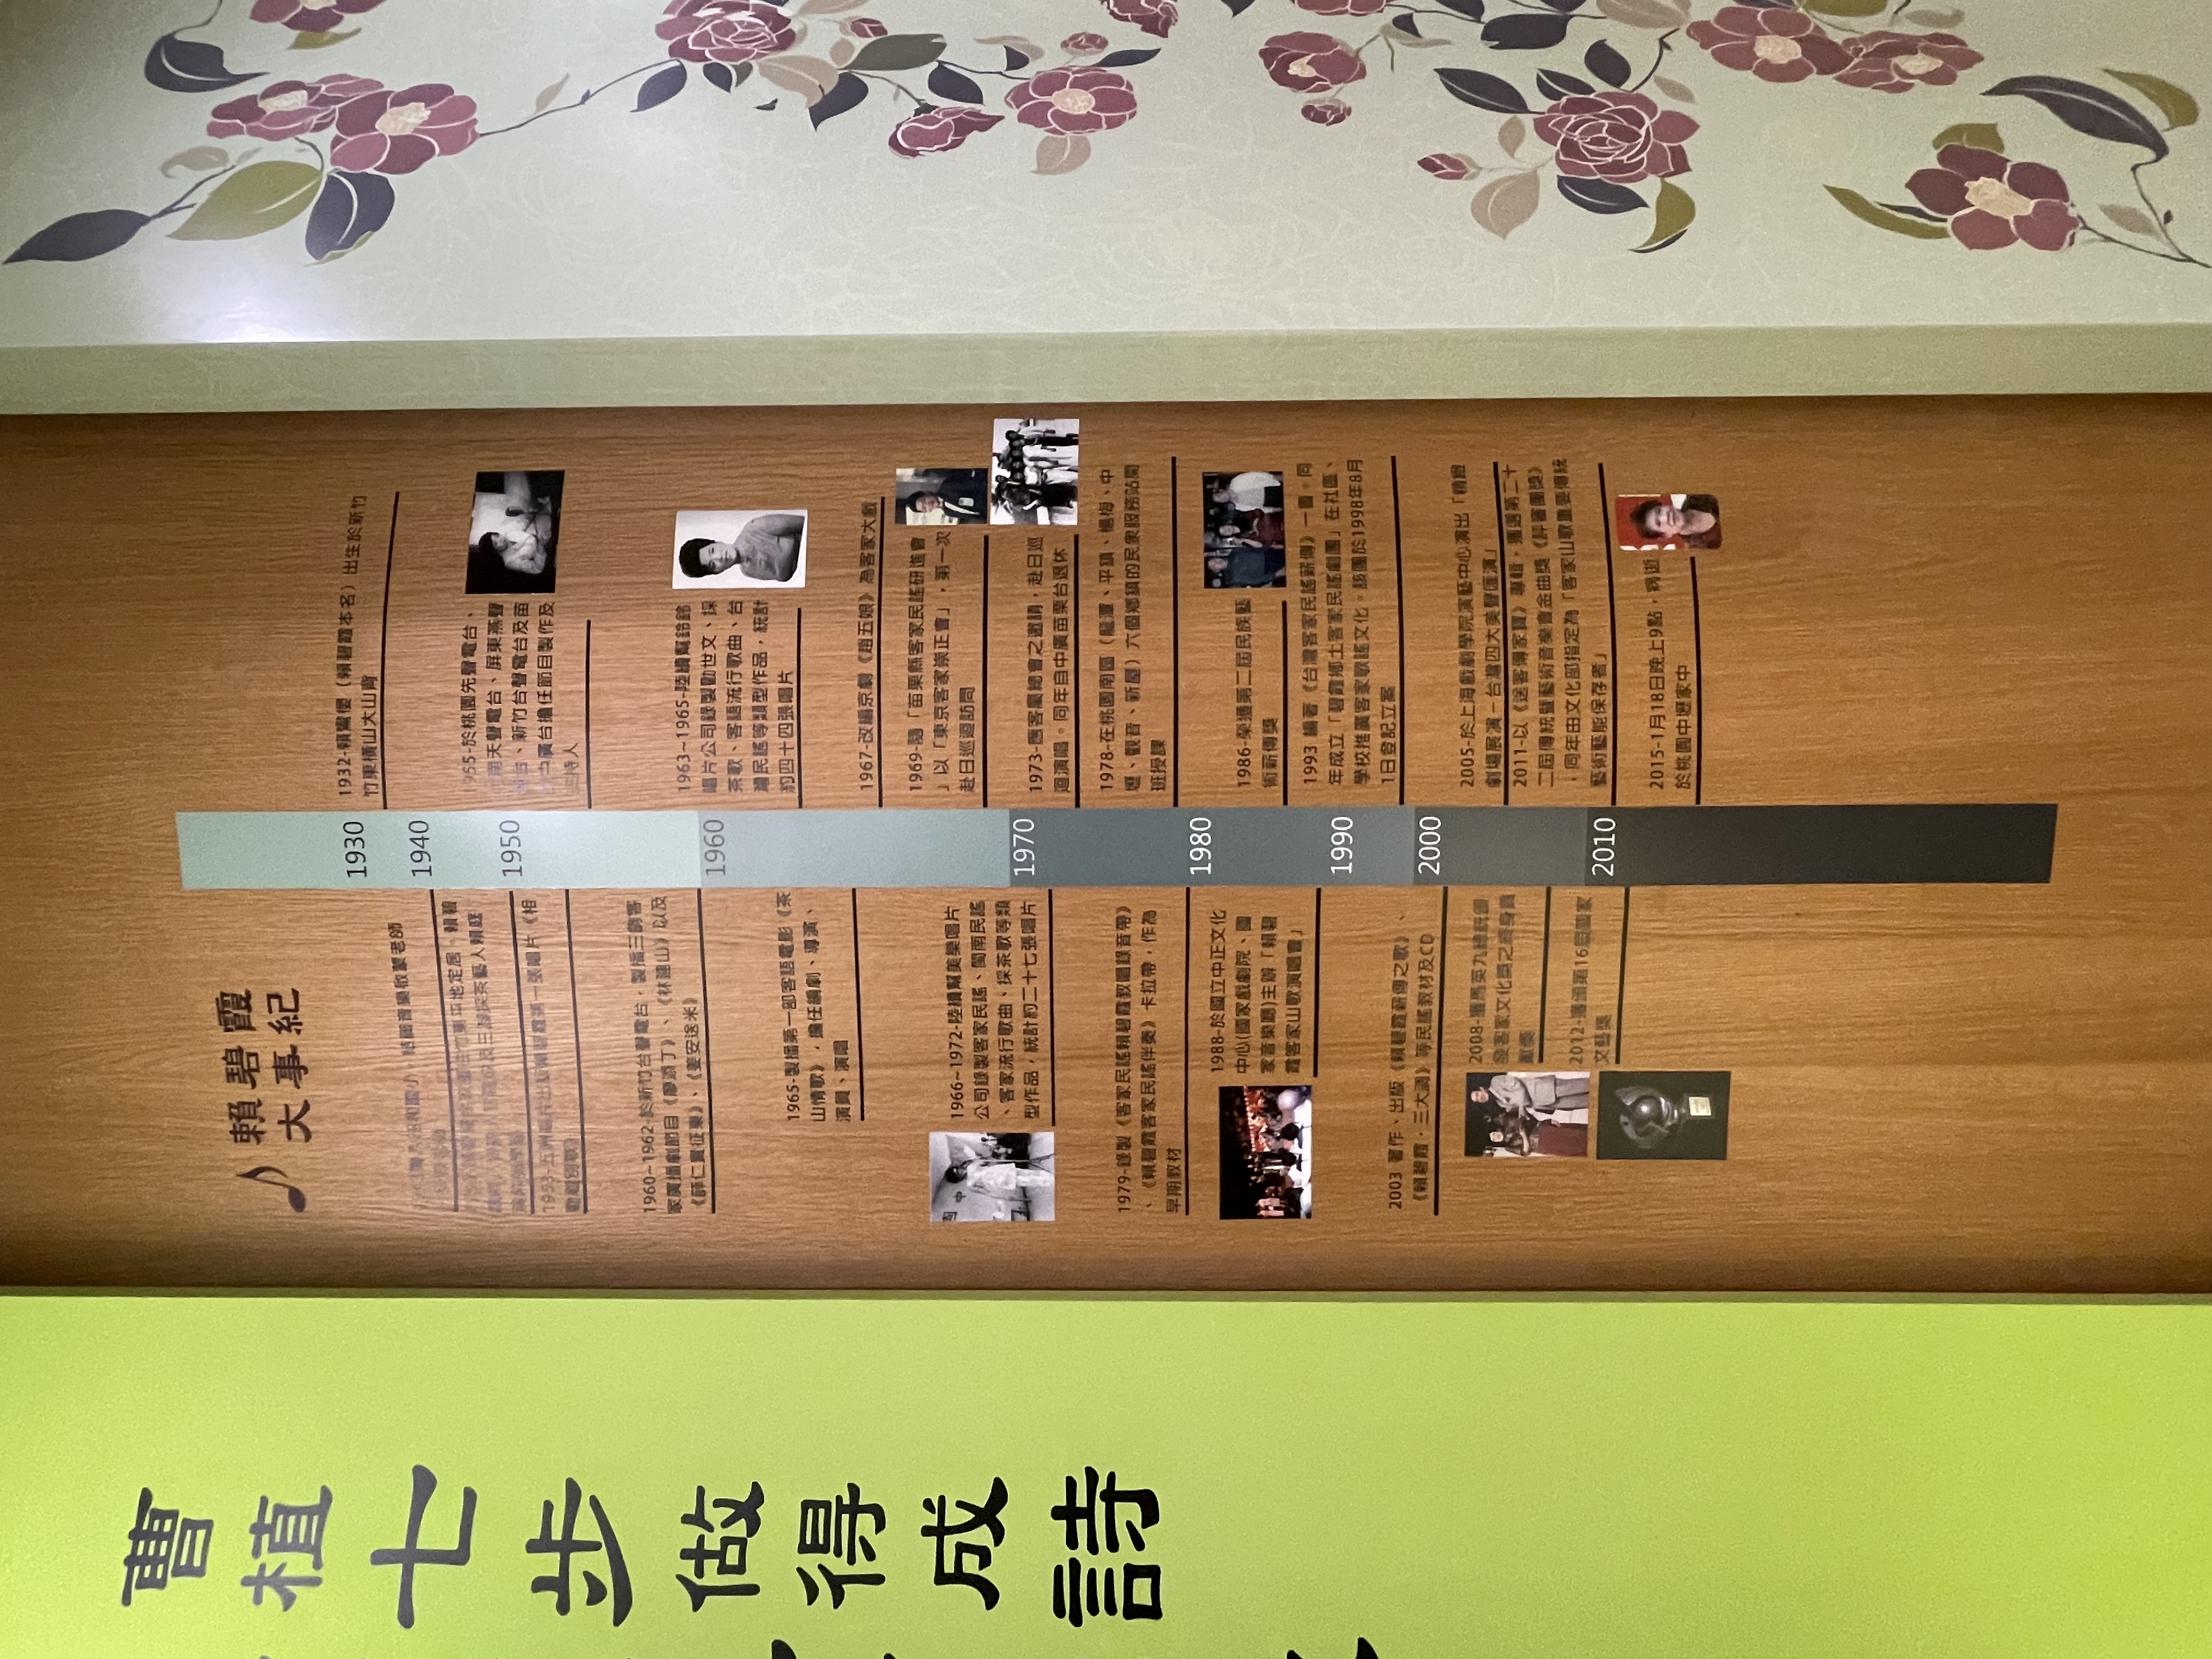 曹植七步做得成詩
賴碧霞
大事紀
1930
1940
1950
1960
1970
1980
1990
2000
2010
1932-賴鸞櫻（賴碧霞本名）出生於新竹
竹東橫山大山背
小，結識音樂啟蒙老師
竹東平地定居。賴碧
及三腳採茶藝人賴庭
1953-五洲唱片出版賴碧霞第一張唱片《相
1955-於桃園先聲電台、
南天聲電台、屏東燕聲
台、新竹台聲電台及苗
中廣台擔任節目製作及
持人
1960~1962-於新竹台聲電台，製播三齣客
家廣播劇節目《廖添丁》、《林建山》以及
《薛仁貴征東》、《姜安送米》
1963~1965-陸續幫鈴鈴
唱片公司錄製勸世文、採
茶歌、客語流行歌曲、台
灣民謠等類型作品，統計
約四十四張唱片
1965-製播第一部客語電影《茶
山情歌》，擔任編劇、導演、
演員、演唱
1967-改編京劇《趙五娘》為客家大戲
1969-隨「苗栗縣客家民謠研進會
」以「東京客家崇正會」，第一次
赴日巡迴訪問
1966~1972-陸續幫美樂唱片
公司錄製客家民謠、閩南民謠
、客家流行歌曲、採茶歌等類
型作品，統計約二十七張唱片
1973-應客屬總會之邀請，赴日巡
迴演唱。同年自中廣苗栗台退休
1978-在桃園南區（龍潭、平鎮、楊梅、中
壢、觀音、新屋）六個鄉鎮的民眾服務站開
班授課
1979-錄製《客家民謠賴碧霞教唱錄音帶》
、《賴碧霞客家民謠伴奏》卡拉帶，作為
早期教材
1986-榮獲第二屆民族藝
術薪傳獎
1988-於國立中正文化
中心(國家戲劇院、國
家音樂廳)主辦「賴碧
霞客家山歌演唱會」
1993 編著《台灣客家民謠薪傳》一書。同
年成立「碧霞鄉土客家民謠劇團」在社區、
學校推廣客家歌謠文化。該團於1998年8月
1日登記立案
2003 著作、出版《賴碧霞薪傳之歌》、
《賴碧霞．三大調》等民謠教材及CD
2005-於上海戲劇學院演藝中心演出「精緻
劇場展演－台灣四大美聲匯演」
2008-獲馬英九總統頒
發客家文化獎之終身貢
獻獎
2011-以《送客傳家寶》專輯，獲選第二十
二屆傳統暨藝術音樂會金曲獎《評審團獎》
，同年由文化部指定為「客家山歌重要傳統
藝術藝能保存者」
2012-獲頒第16屆國家
文藝獎
2015-1月18日晚上9點，病逝
於桃園中壢家中